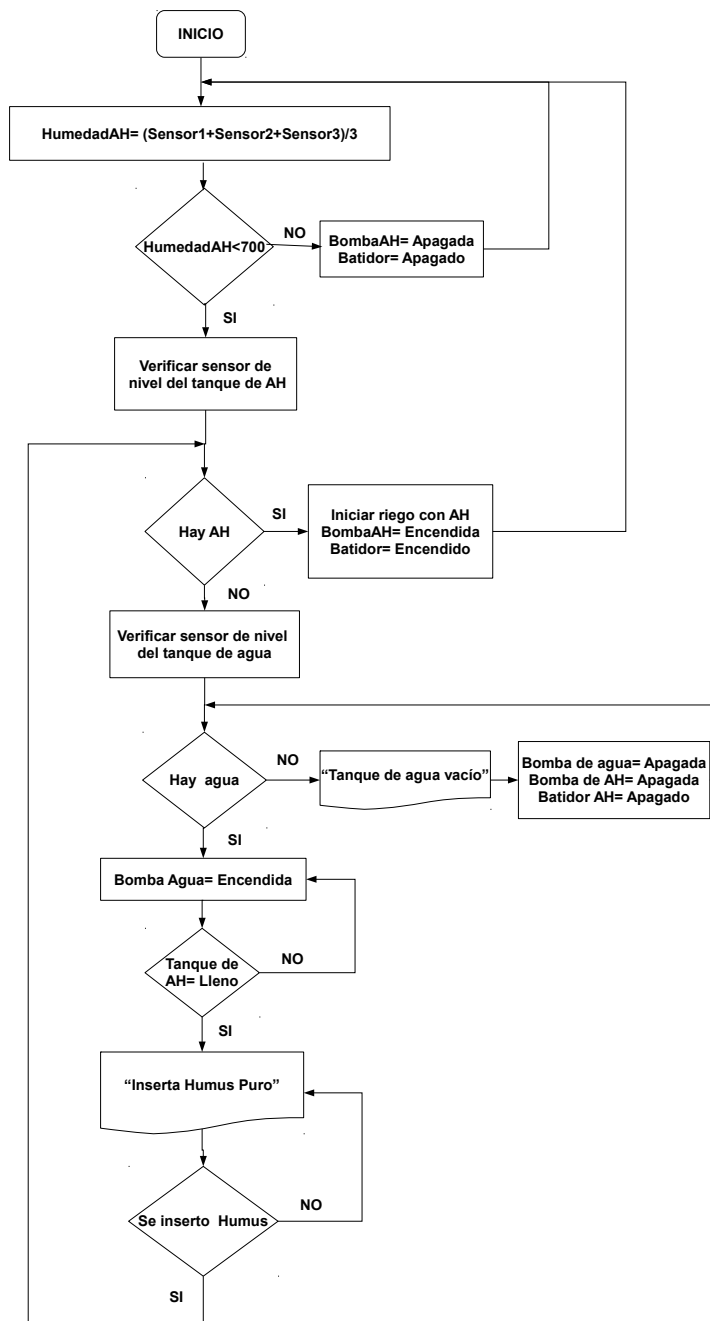 INICIO
HumedadAH= (Sensor1+Sensor2+Sensor3)/3
HumedadAH<700
NO
BombaAH= Apagada
Batidor= Apagado
SI
Verificar sensor de
nivel del tanque de AH
Hay AH
SI
Iniciar riego con AH
BombaAH= Encendida
Batidor= Encendido
NO
Verificar sensor de nivel
del tanque de agua
Hay agua
NO
“Tanque de agua vacío”
Bomba de agua= Apagada
Bomba de AH= Apagada
Batidor AH= Apagado
SI
Bomba Agua= Encendida
Tanque de
AH= Lleno
NO
SI
“Inserta Humus Puro”
Se inserto Humus
NO
SI